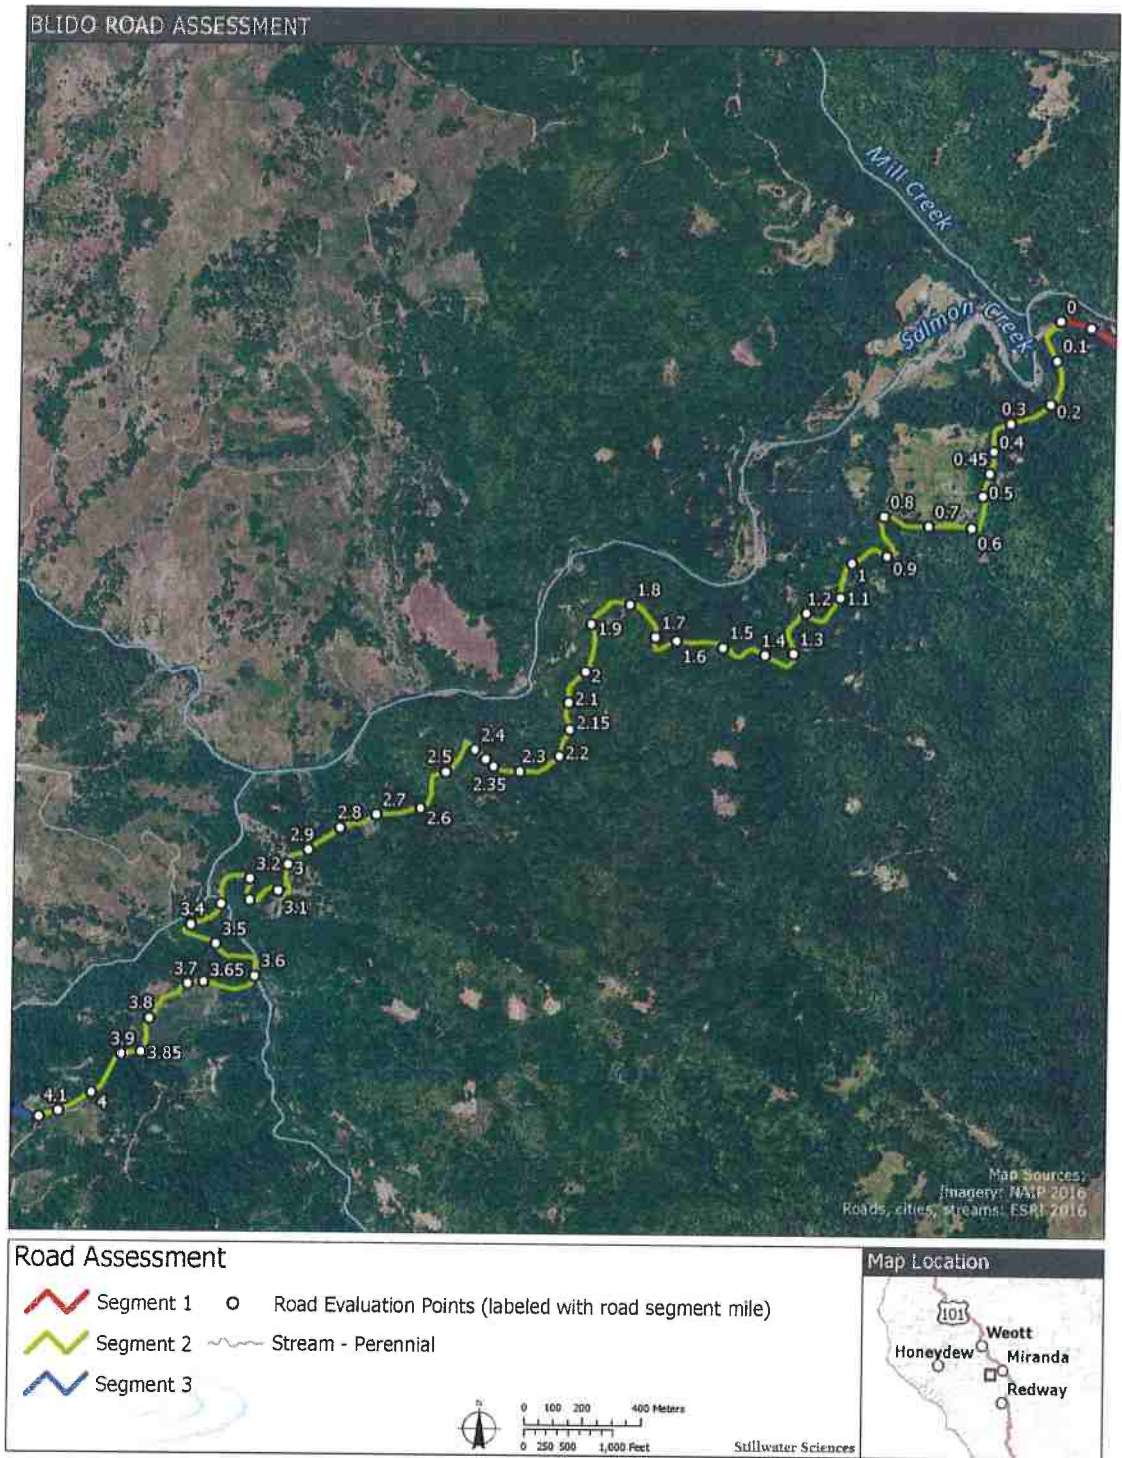 BLIDO ROAD ASSESSMENT
Mill Creek
Salmon Creek
0
0.1
0.2
0.3
0.4
0.45
0.5
0.8
0.7
0.6
0.9
1
1.1
1.2
1.3
1.4
1.5
1.6
1.7
1.8
1.9
2
2.1
2.15
2.2
2.3
2.35
2.4
2.5
2.6
2.7
2.8
2.9
3
3.1
3.2
3.4
3.5
3.6
3.65
3.7
3.8
3.85
3.9
4
4.1
Map Sources:
Imagery: NAIP 2016
Roads, cities, streams: ESRI 2016
Road Assessment
Segment 1
Road Evaluation Points (labeled with road segment mile)
Segment 2
Stream - Perennial
Segment 3
N
0 100 200 400 Meters
0 250 500 1,000 Feet
Stillwater Sciences
Map Location
101
Weott
Honeydew
Miranda
Redway